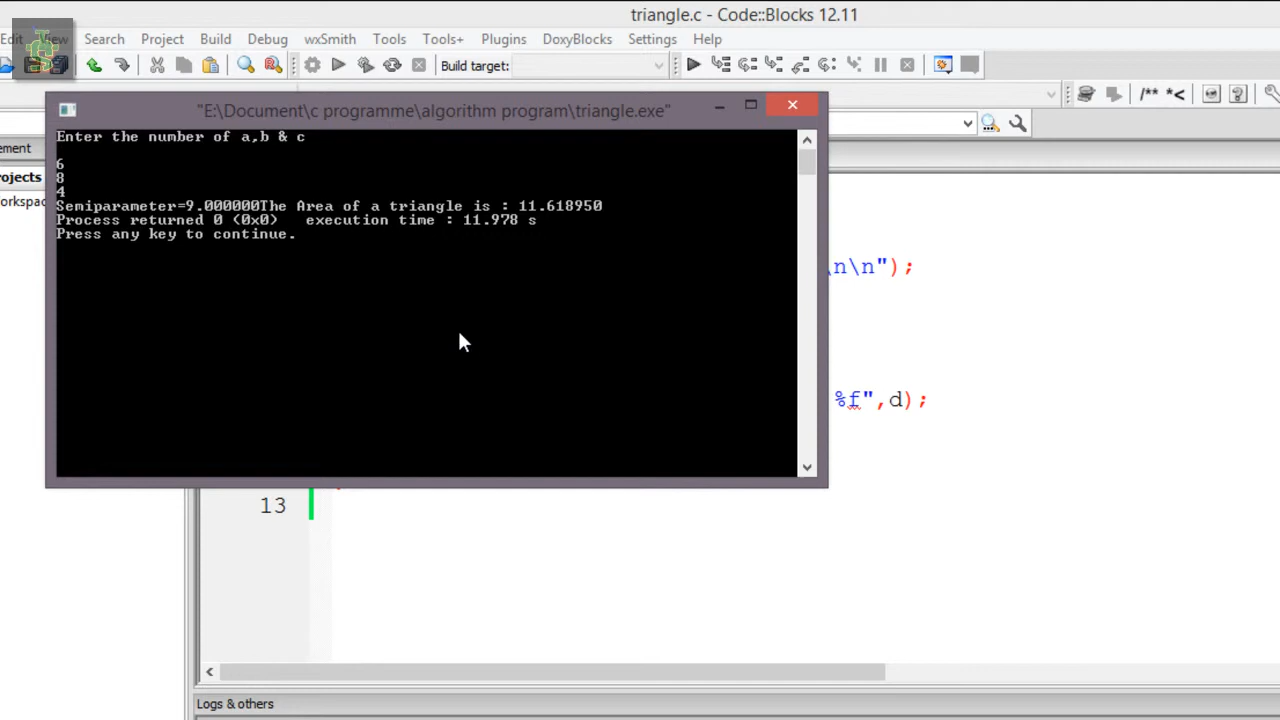 triangle.c - Code::Blocks 12.11
Edit View Search Project Build Debug wxSmith Tools Tools+ Plugins DoxyBlocks Settings Help
Build target:
/** *<
"E:\Document\c programme\algorithm program\triangle.exe"
Enter the number of a,b & c
ement
6
rojects
8
4
orkspac
Semiparameter=9.000000The Area of a triangle is : 11.618950
Process returned 0 (0x0) execution time : 11.978 s
Press any key to continue.
\n\n");
%f",d);
13
Logs & others